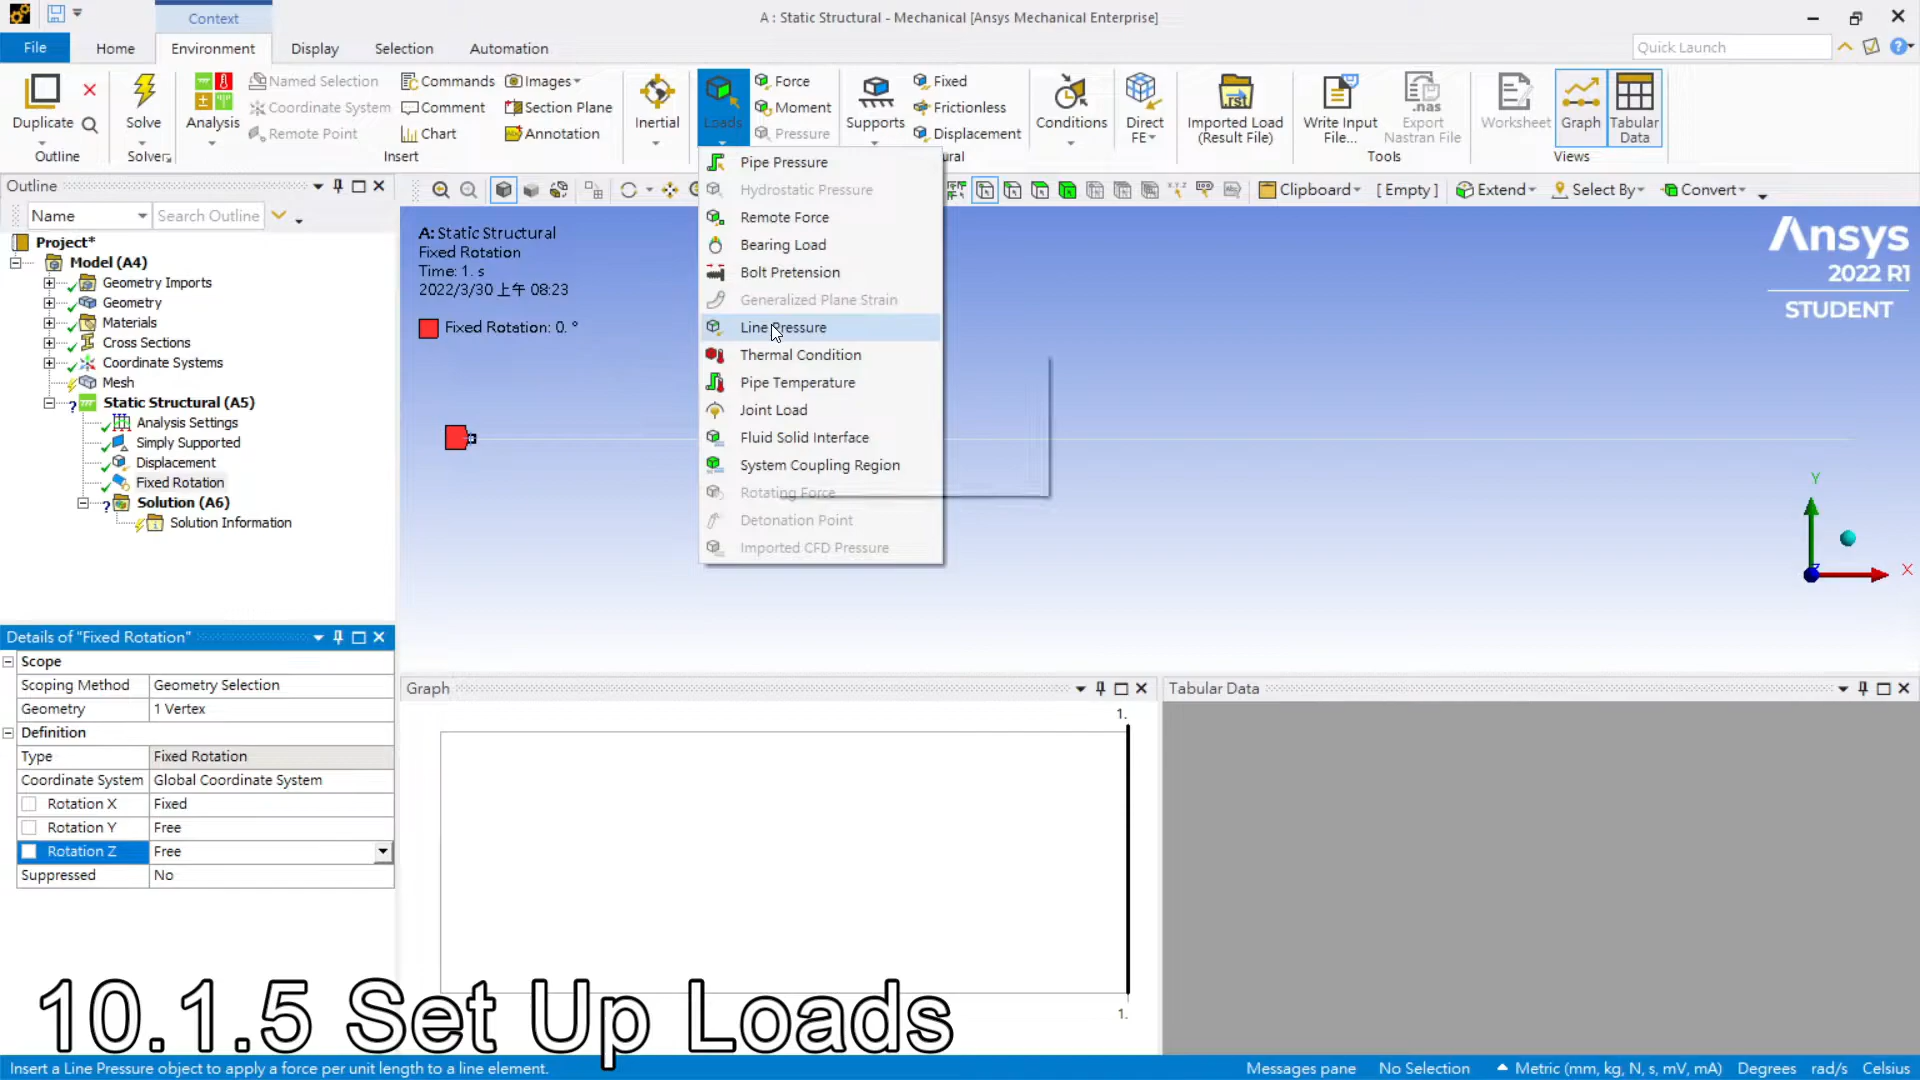 Context
A : Static Structural - Mechanical [Ansys Mechanical Enterprise]
File
Home
Environment
Display
Selection
Automation
Quick Launch
Duplicate
Solve
Analysis
Named Selection
Coordinate System
Remote Point
Commands
Comment
Chart
Images
Section Plane
Annotation
Inertial
Loads
Force
Moment
Pressure
Supports
Fixed
Frictionless
Displacement
Conditions
Direct
FE
Imported Load
(Result File)
Write Input
File...
Export
Nastran File
Worksheet
Graph
Tabular
Data
Outline
Solver
Insert
ral
Tools
Views
Outline
Name
Search Outline
Clipboard
[ Empty ]
Extend
Select By
Convert
Project*
Model (A4)
Geometry Imports
Geometry
Materials
Cross Sections
Coordinate Systems
Mesh
Static Structural (A5)
Analysis Settings
Simply Supported
Displacement
Fixed Rotation
Solution (A6)
Solution Information
A: Static Structural
Fixed Rotation
Time: 1. s
2022/3/30 上午 08:23
Fixed Rotation: 0. °
Pipe Pressure
Hydrostatic Pressure
Remote Force
Bearing Load
Bolt Pretension
Generalized Plane Strain
Line Pressure
Thermal Condition
Pipe Temperature
Joint Load
Fluid Solid Interface
System Coupling Region
Rotating Force
Detonation Point
Imported CFD Pressure
Ansys
2022 R1
STUDENT
Y
X
Details of "Fixed Rotation"
Scope
Scoping Method Geometry Selection
Geometry 1 Vertex
Definition
Type Fixed Rotation
Coordinate System Global Coordinate System
Rotation X Fixed
Rotation Y Free
Rotation Z Free
Suppressed No
Graph
1.
1.
Tabular Data
10.1.5 Set Up Loads
Insert a Line Pressure object to apply a force per unit length to a line element.
Messages pane
No Selection
Metric (mm, kg, N, s, mV, mA)
Degrees
rad/s
Celsius